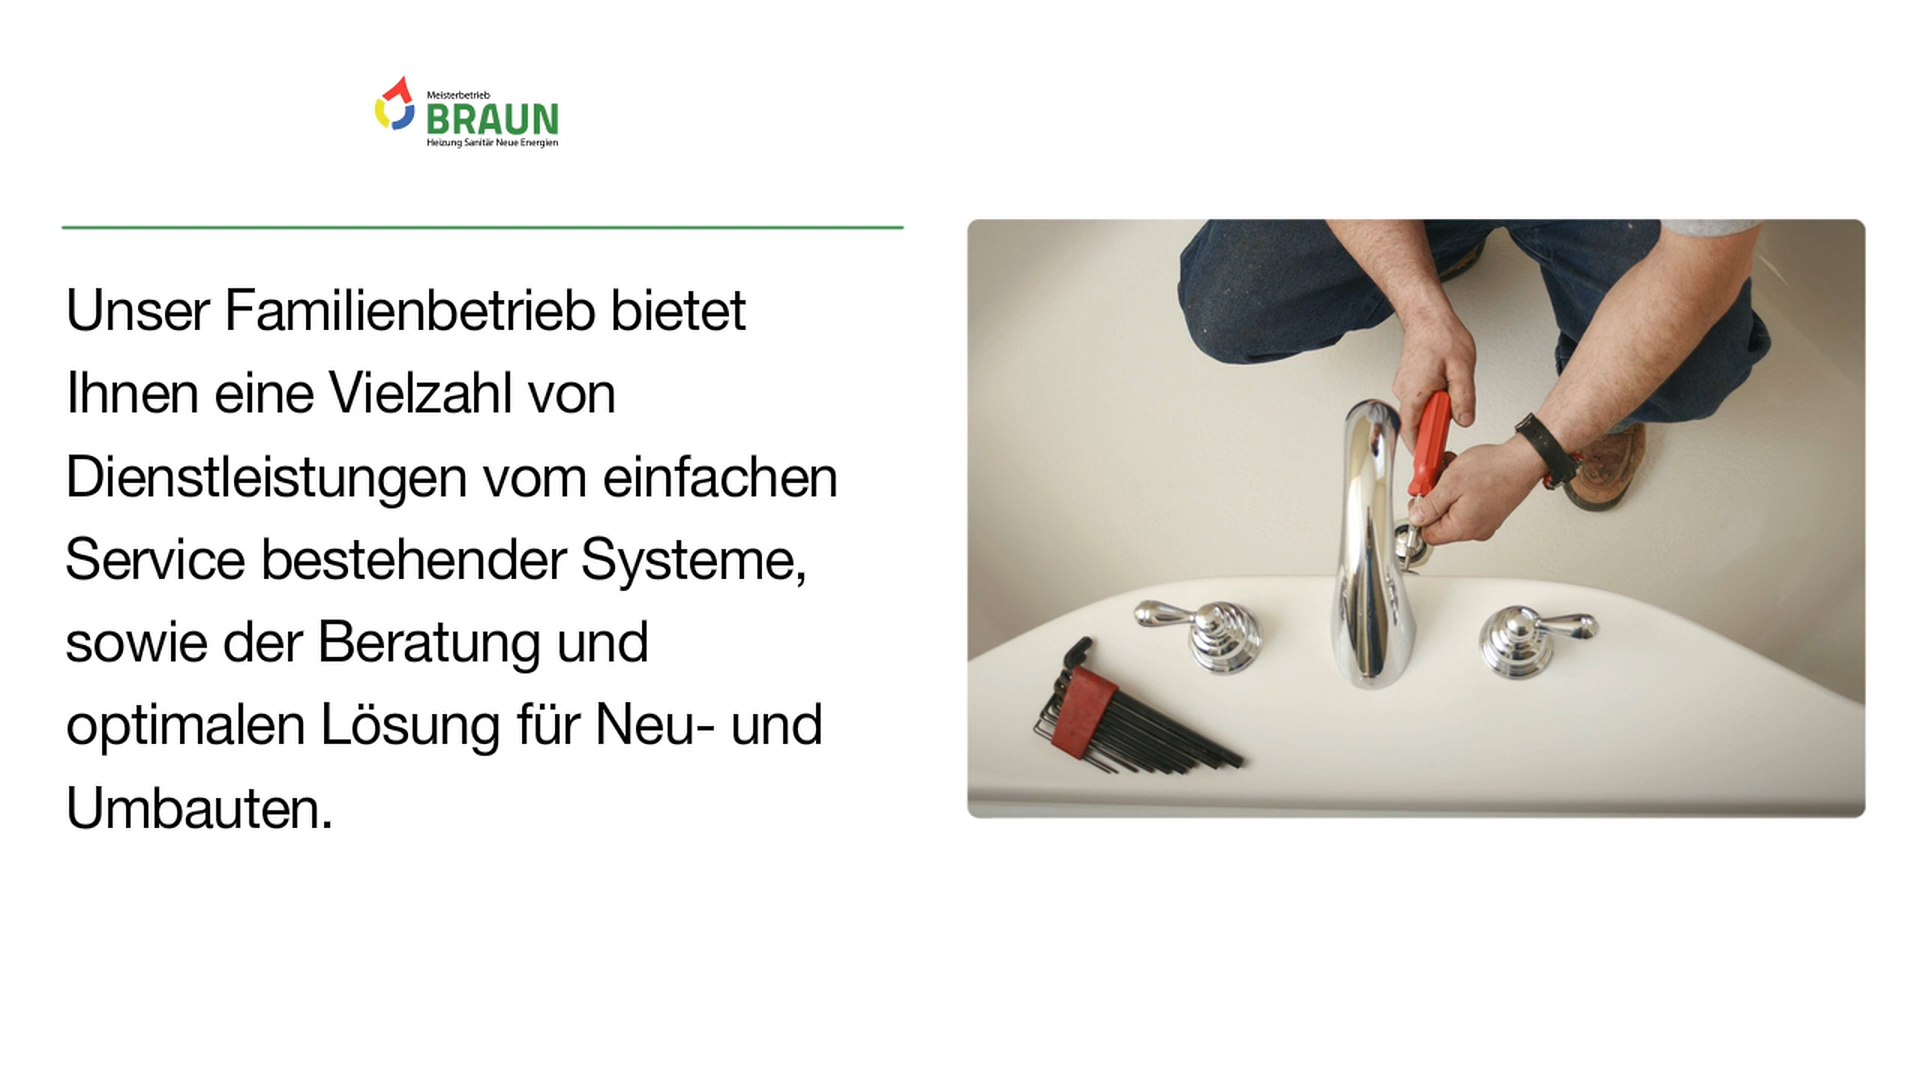 Meisterbetrieb
BRAUN
Heizung Sanitär Neue Energien
Unser Familienbetrieb bietet
Ihnen eine Vielzahl von
Dienstleistungen vom einfachen
Service bestehender Systeme,
sowie der Beratung und
optimalen Lösung für Neu- und
Umbauten.